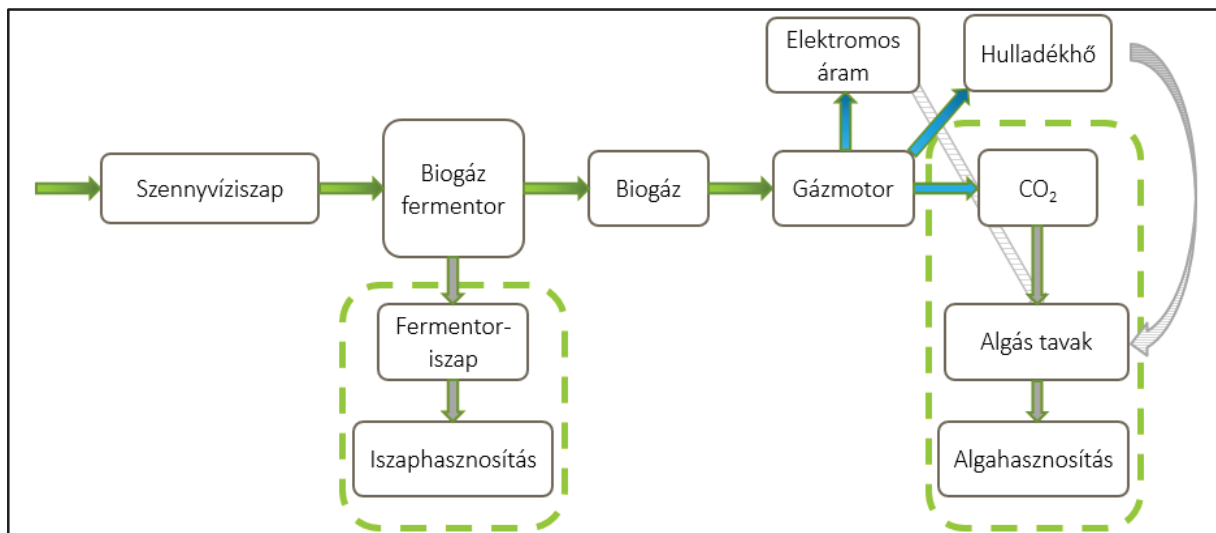 Elektromos
áram
Hulladékhő
Szennyvíziszap
Biogáz
fermentor
Biogáz
Gázmotor
CO₂
Fermentor-
iszap
Algás tavak
Iszaphasznosítás
Algahasznosítás